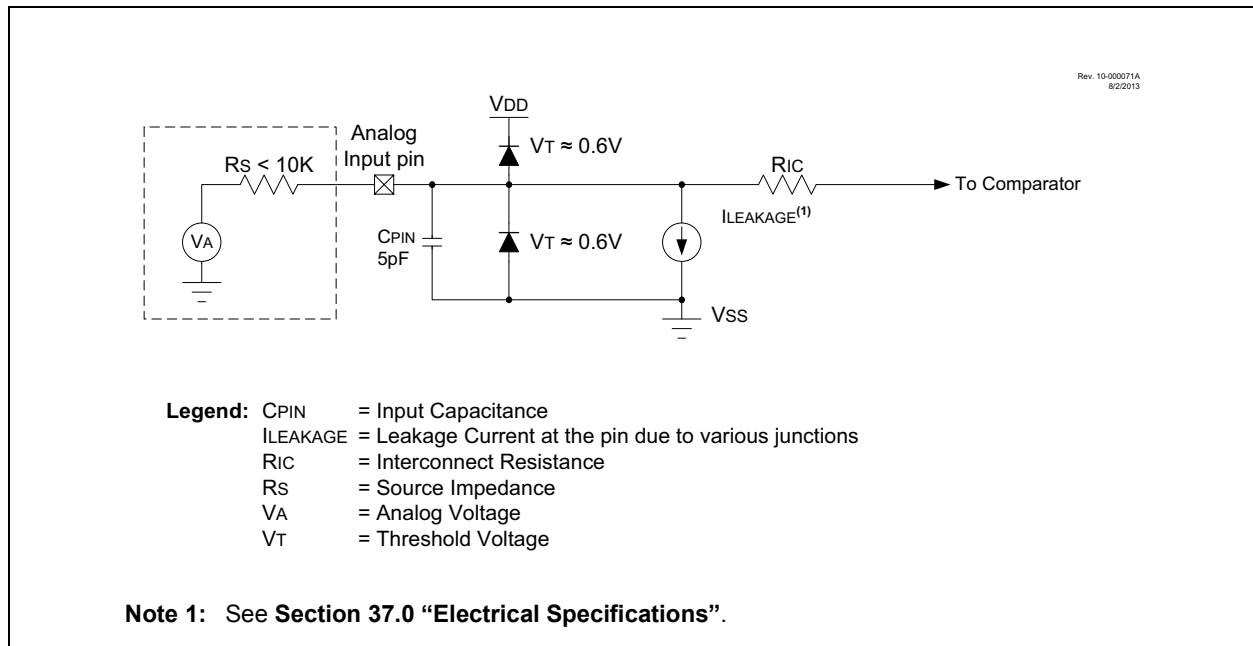 Rev. 10-000071A
8/2/2013
VDD
Analog
Input pin
VT ≈ 0.6V
RS < 10K
RIC
To Comparator
ILEAKAGE(1)
VA
CPIN
5pF
VT ≈ 0.6V
VSS
Legend: CPIN = Input Capacitance
ILEAKAGE = Leakage Current at the pin due to various junctions
RIC = Interconnect Resistance
RS = Source Impedance
VA = Analog Voltage
VT = Threshold Voltage
Note 1: See Section 37.0 “Electrical Specifications”.